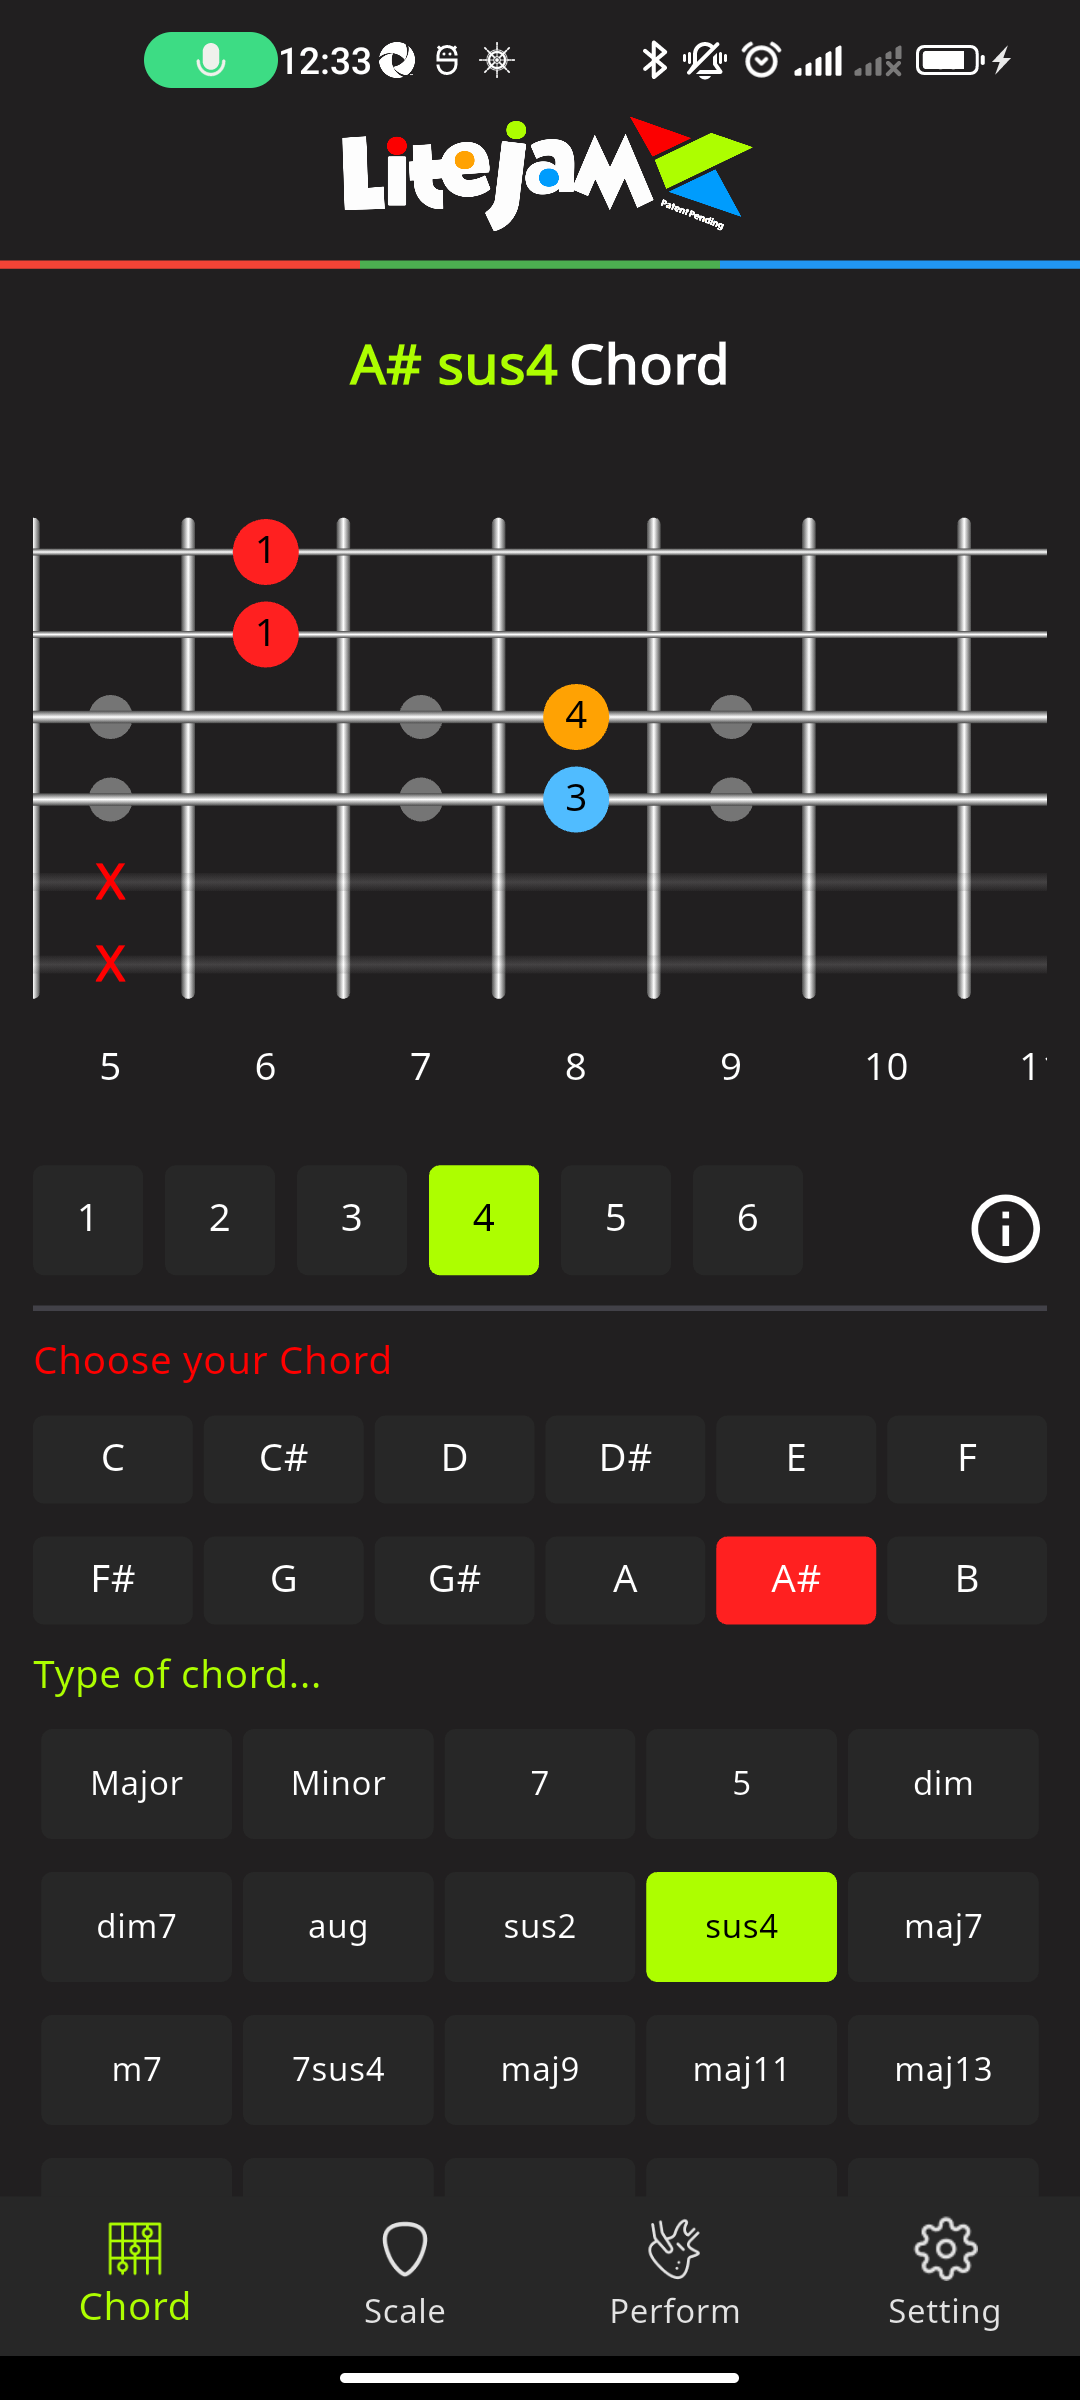 12:33
Litejam
Patent Pending
A# sus4 Chord
1
1
4
3
X
X
5 6 7 8 9 10
1 2 3 4 5 6
Choose your Chord
C C# D D# E F
F# G G# A A# B
Type of chord...
Major Minor 7 5 dim
dim7 aug sus2 sus4 maj7
m7 7sus4 maj9 maj11 maj13
Chord Scale Perform Setting